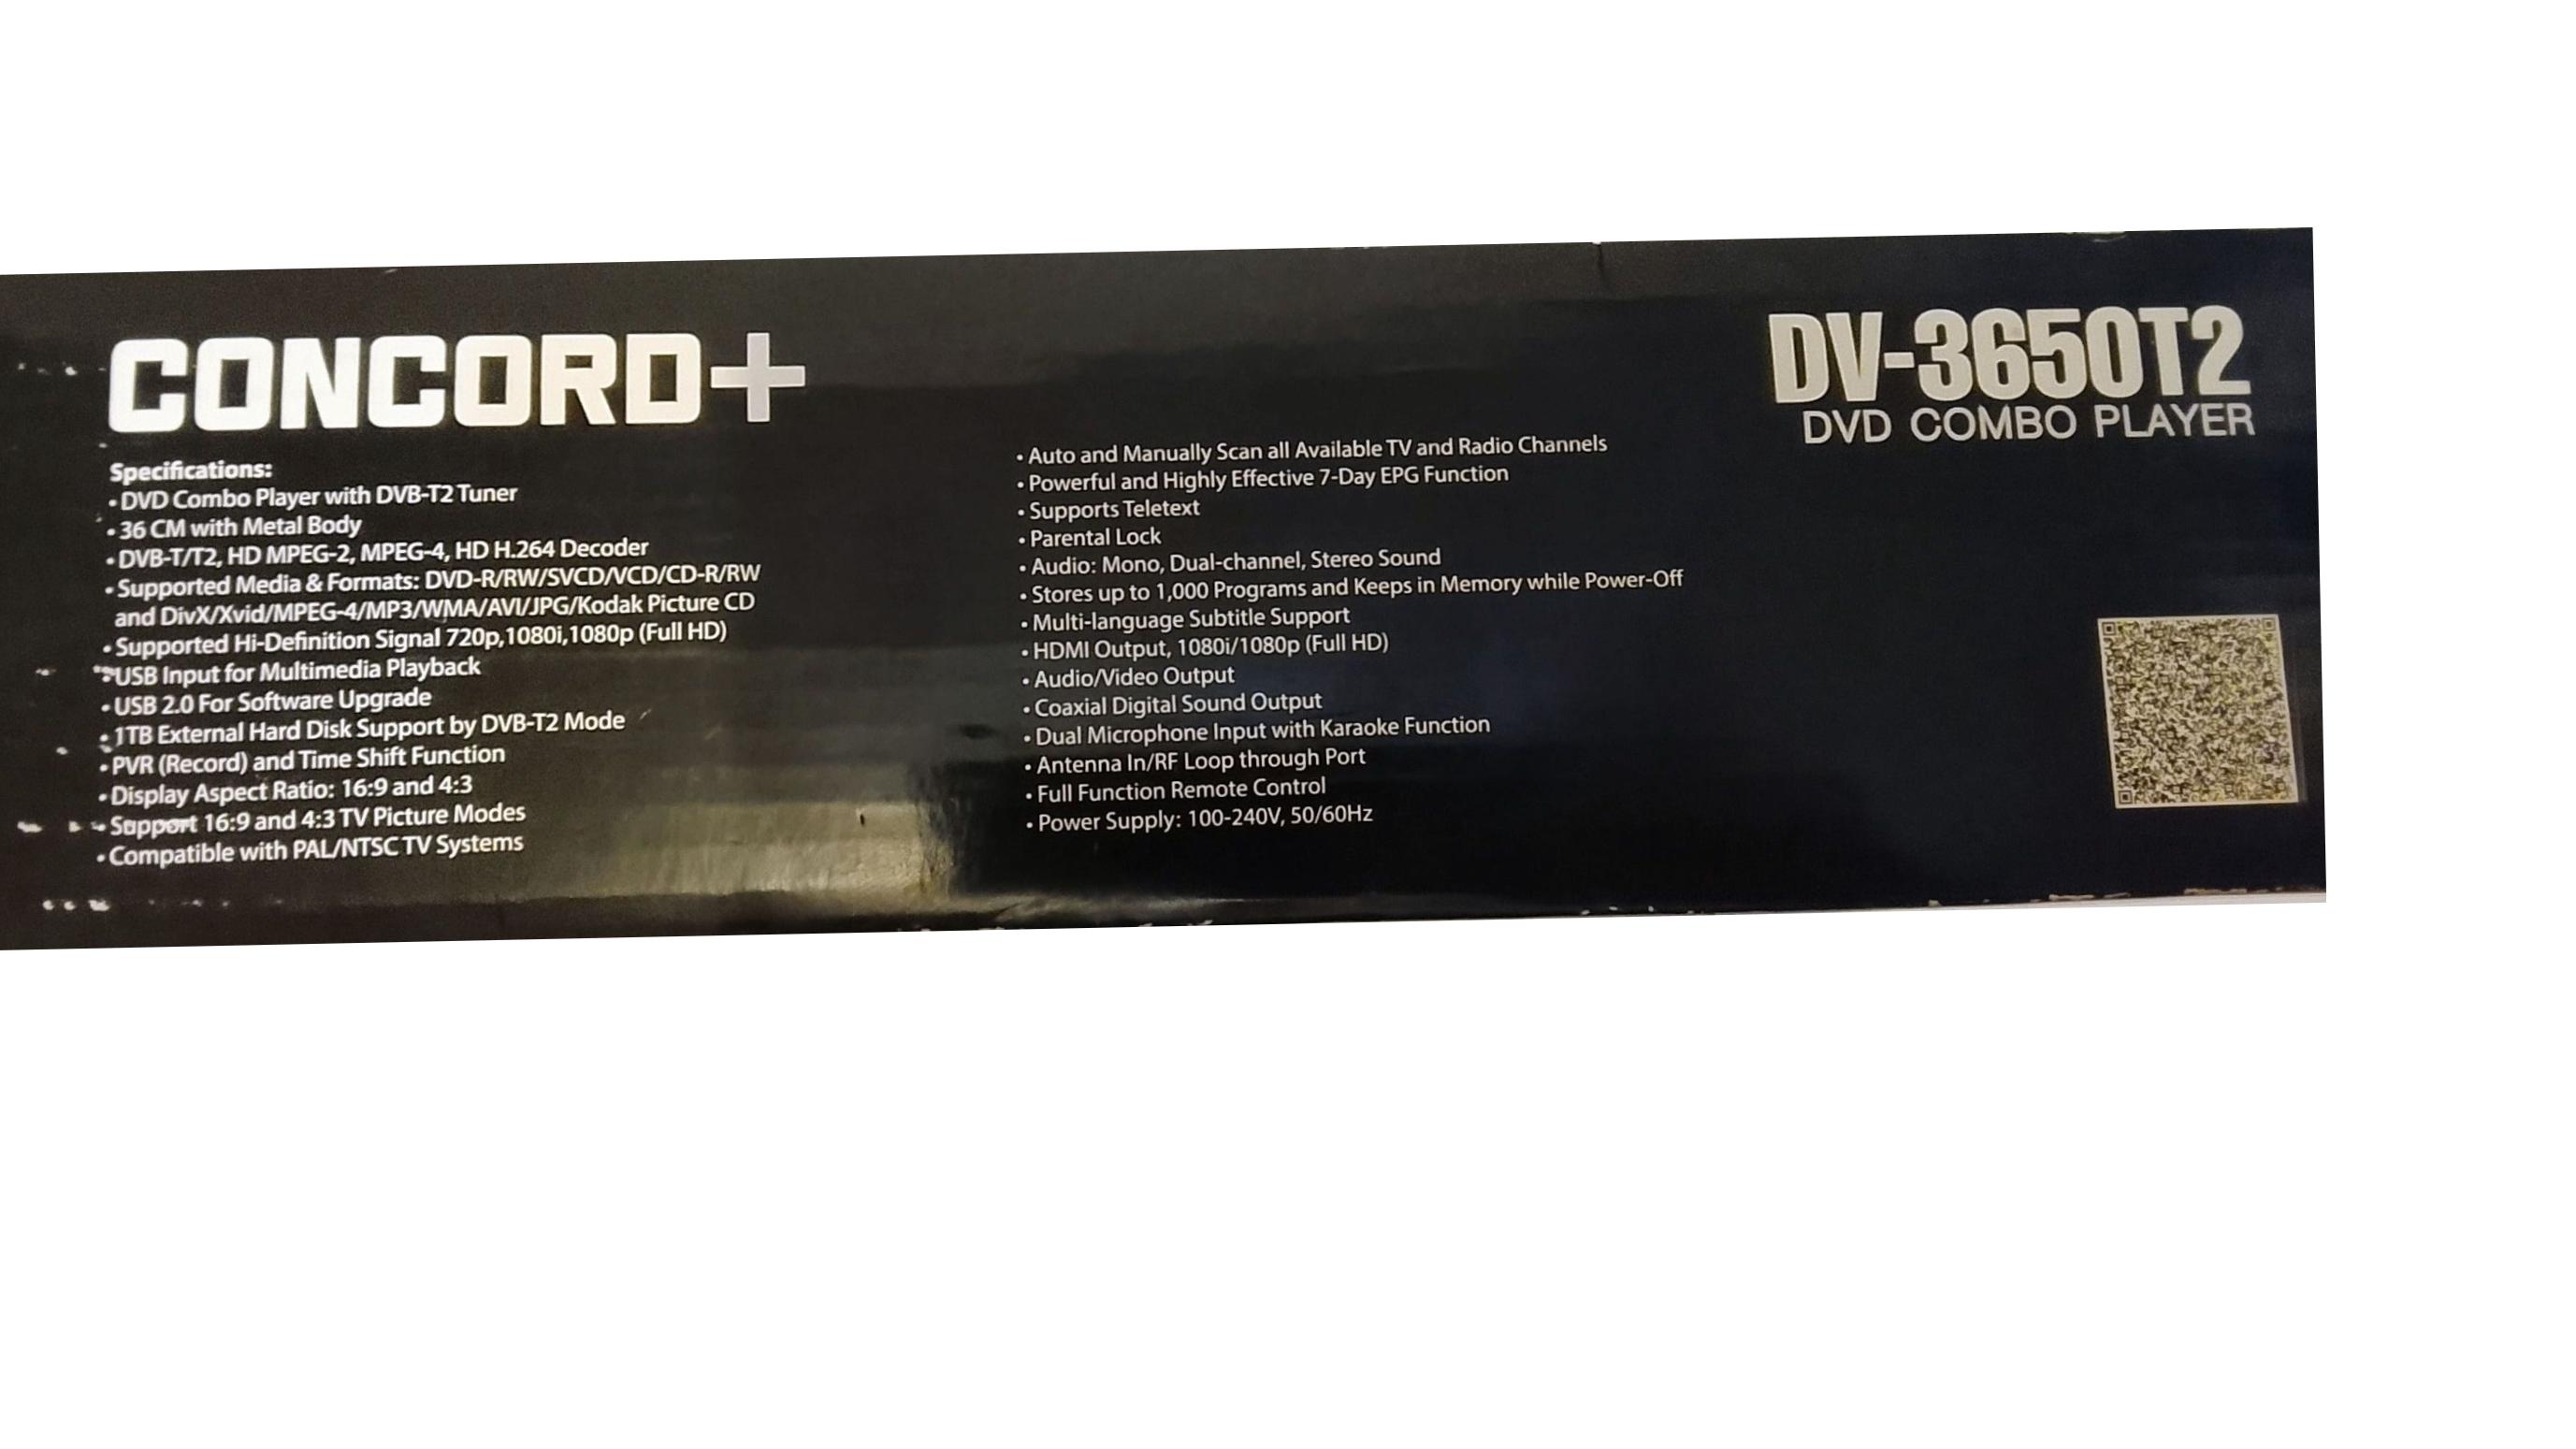 CONCORD+
Specifications:
• DVD Combo Player with DVB-T2 Tuner
• 36 CM with Metal Body
• DVB-T/T2, HD MPEG-2, MPEG-4, HD H.264 Decoder
• Supported Media & Formats: DVD-R/RW/SVCD/VCD/CD-R/RW
and DivX/Xvid/MPEG-4/MP3/WMA/AVI/JPG/Kodak Picture CD
• Supported Hi-Definition Signal 720p,1080i,1080p (Full HD)
• USB Input for Multimedia Playback
• USB 2.0 For Software Upgrade
• 1TB External Hard Disk Support by DVB-T2 Mode
• PVR (Record) and Time Shift Function
• Display Aspect Ratio: 16:9 and 4:3
• Support 16:9 and 4:3 TV Picture Modes
• Compatible with PAL/NTSC TV Systems
• Auto and Manually Scan all Available TV and Radio Channels
• Powerful and Highly Effective 7-Day EPG Function
• Supports Teletext
• Parental Lock
• Audio: Mono, Dual-channel, Stereo Sound
• Stores up to 1,000 Programs and Keeps in Memory while Power-Off
• Multi-language Subtitle Support
• HDMI Output, 1080i/1080p (Full HD)
• Audio/Video Output
• Coaxial Digital Sound Output
• Dual Microphone Input with Karaoke Function
• Antenna In/RF Loop through Port
• Full Function Remote Control
• Power Supply: 100-240V, 50/60Hz
DV-3650T2
DVD COMBO PLAYER